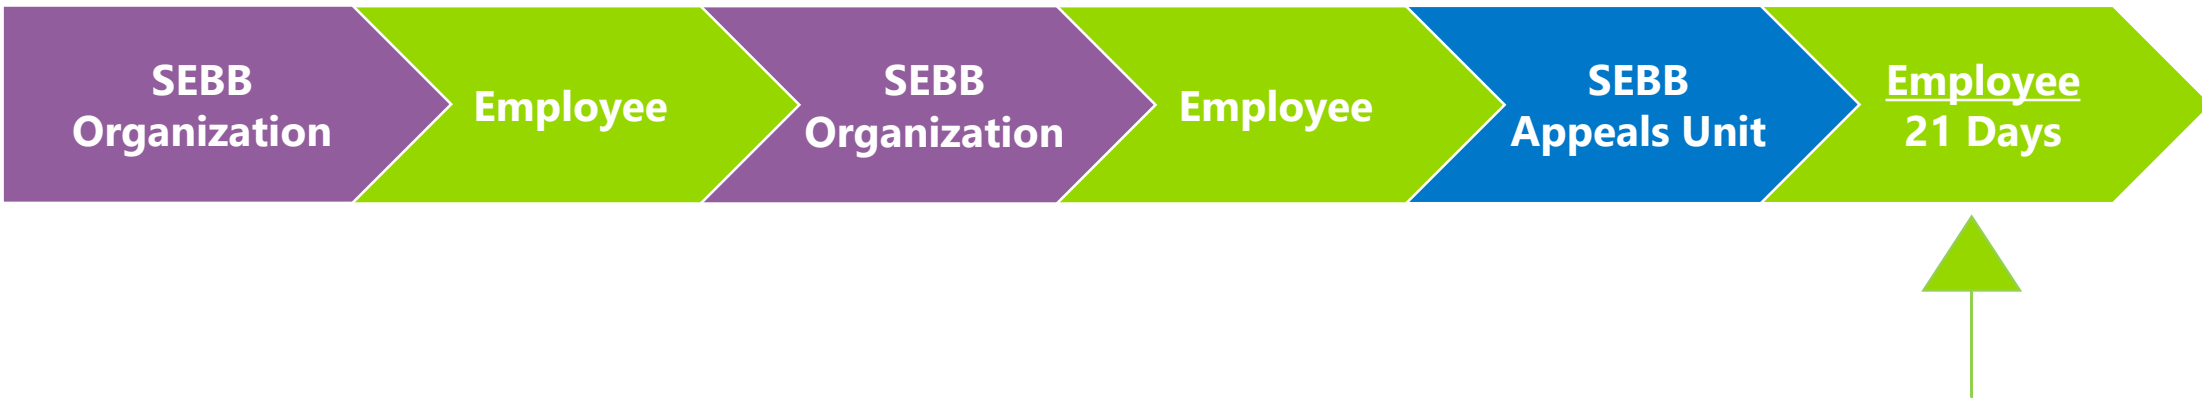 SEBB
Organization
Employee
SEBB
Organization
Employee
SEBB
Appeals Unit
Employee
21 Days